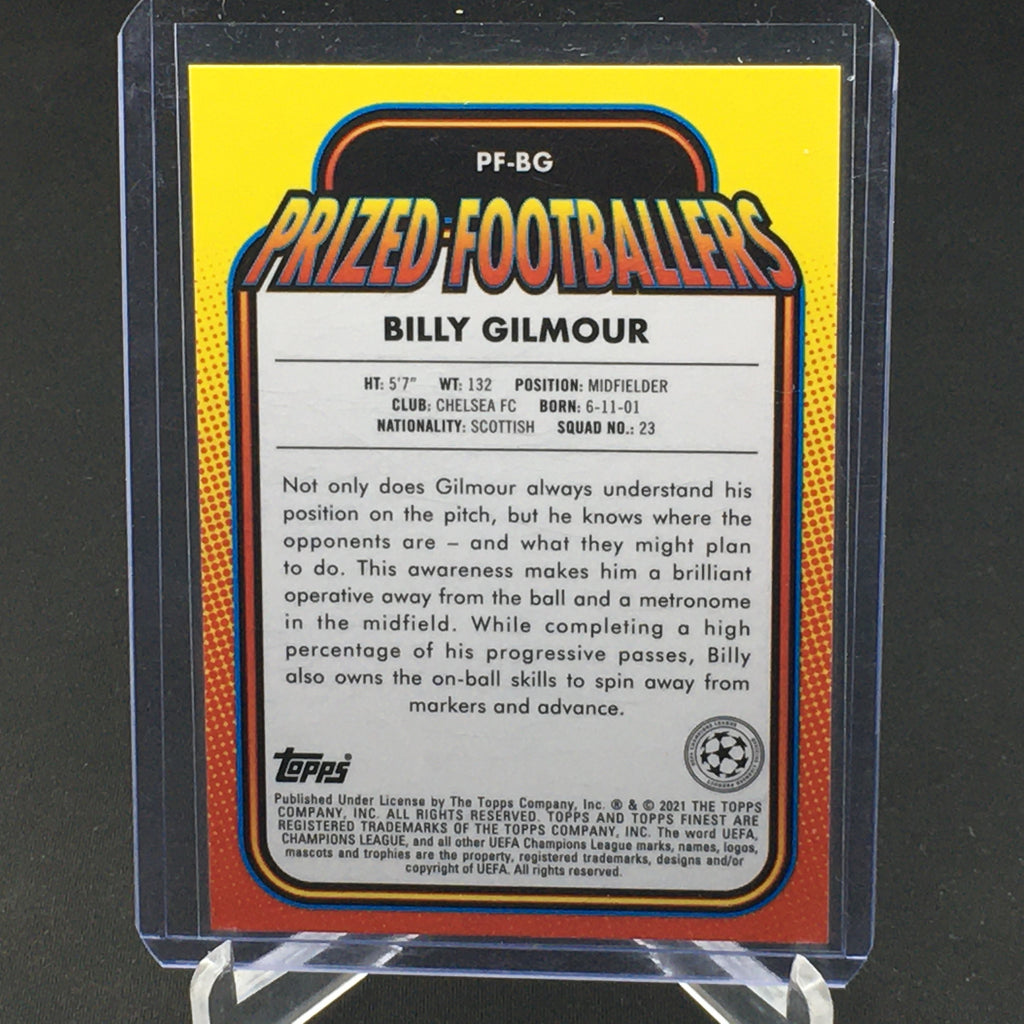 PF-BG
PRIZED FOOTBALLERS
BILLY GILMOUR
HT: 5'7" WT: 132 POSITION: MIDFIELDER
CLUB: CHELSEA FC BORN: 6-11-01
NATIONALITY: SCOTTISH SQUAD NO.: 23
Not only does Gilmour always understand his
position on the pitch, but he knows where the
opponents are – and what they might plan
to do. This awareness makes him a brilliant
operative away from the ball and a metronome
in the midfield. While completing a high
percentage of his progressive passes, Billy
also owns the on-ball skills to spin away from
markers and advance.
Topps®
Published Under License by The Topps Company, Inc. ® & © 2021 THE TOPPS
COMPANY, INC. ALL RIGHTS RESERVED. TOPPS AND TOPPS FINEST ARE
REGISTERED TRADEMARKS OF THE TOPPS COMPANY, INC. The word UEFA,
CHAMPIONS LEAGUE, and all other UEFA Champions League marks, names, logos,
mascots and trophies are the property, registered trademarks, designs and/or
copyright of UEFA. All rights reserved.